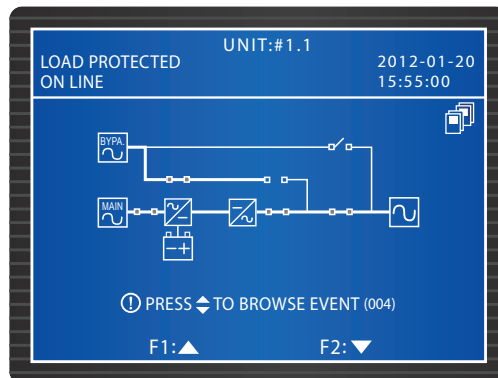 UNIT:#1.1
LOAD PROTECTED
2012-01-20
ON LINE
15:55:00
BYPA.
MAIN
PRESS TO BROWSE EVENT (004)
F1:
F2: